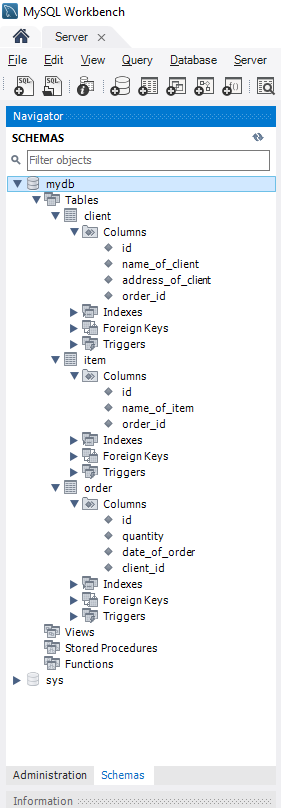 MySQL Workbench
Server ×
File Edit View Query Database Server
SQL SQL
Navigator
SCHEMAS
Filter objects
mydb
Tables
client
Columns
id
name_of_client
address_of_client
order_id
Indexes
Foreign Keys
Triggers
item
Columns
id
name_of_item
order_id
Indexes
Foreign Keys
Triggers
order
Columns
id
quantity
date_of_order
client_id
Indexes
Foreign Keys
Triggers
Views
Stored Procedures
Functions
sys
Administration Schemas
Information